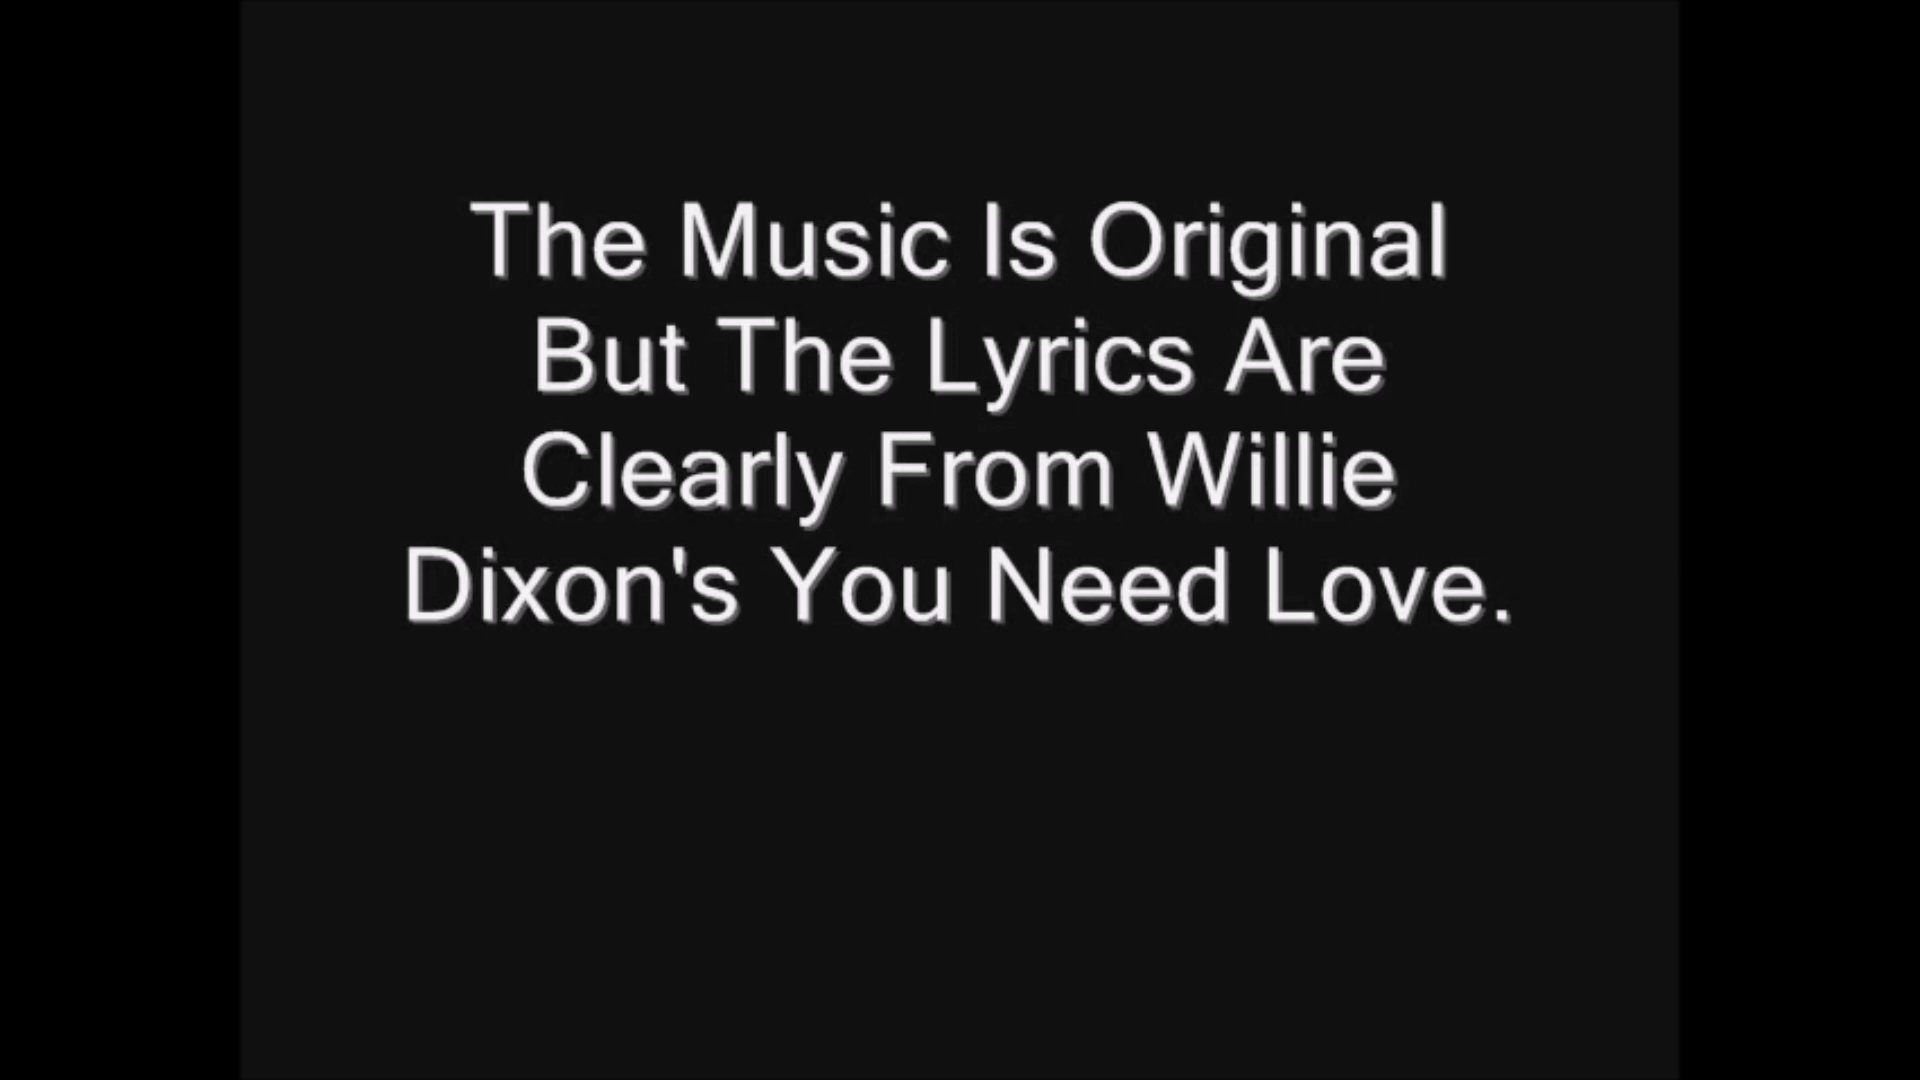 The Music Is Original
But The Lyrics Are
Clearly From Willie
Dixon's You Need Love.